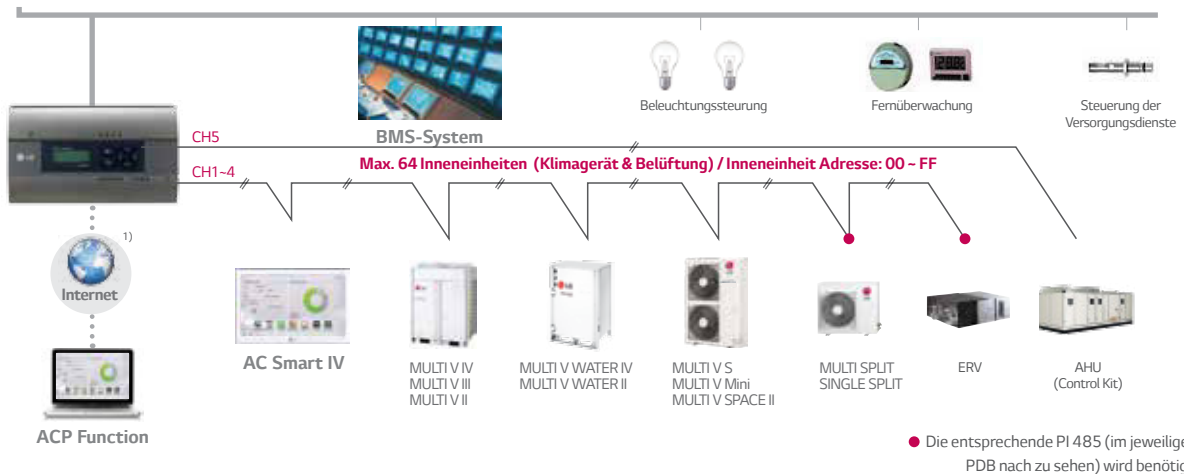 Beleuchtungssteurung
Fernüberwachung
Steuerung der
Versorgungsdienste
BMS-System
CH5
Max. 64 Inneneinheiten (Klimagerät & Belüftung) / Inneneinheit Adresse: 00 ~ FF
CH1~4
1)
Internet
AC Smart IV
MULTI V IV
MULTI V III
MULTI V II
MULTI V WATER IV
MULTI V WATER II
MULTI V S
MULTI V Mini
MULTI V SPACE II
MULTI SPLIT
SINGLE SPLIT
ERV
AHU
(Control Kit)
ACP Function
Die entsprechende PI 485 (im jeweilige
PDB nach zu sehen) wird benötig